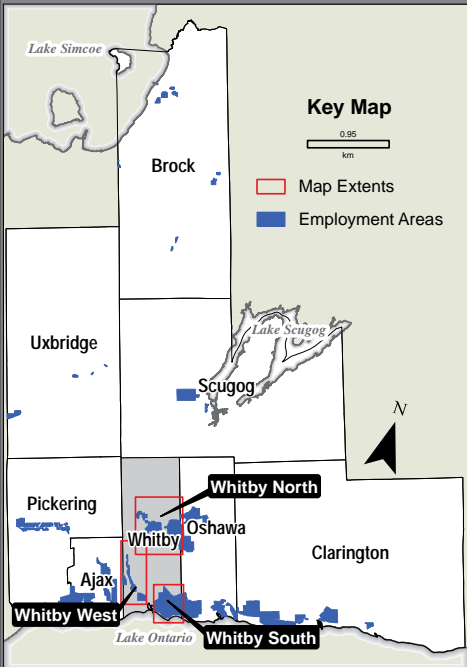 Lake Simcoe
Key Map
0.95
km
Brock
Map Extents
Employment Areas
Uxbridge
Lake Scugog
Scugog
N
Whitby North
Pickering
Oshawa
Whitby
Clarington
Ajax
Whitby West
Lake Ontario
Whitby South